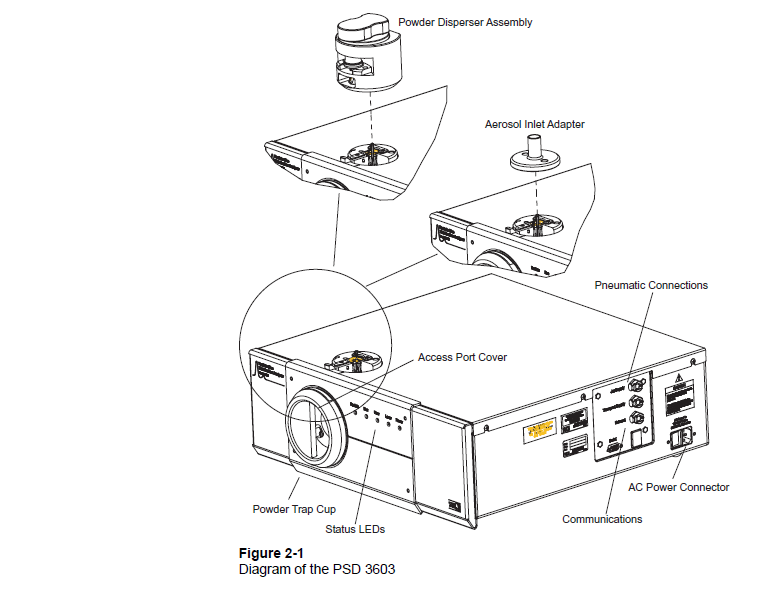 Powder Disperser Assembly
Aerosol Inlet Adapter
Pneumatic Connections
Access Port Cover
AC Power Connector
Powder Trap Cup
Communications
Status LEDs
Figure 2-1
Diagram of the PSD 3603